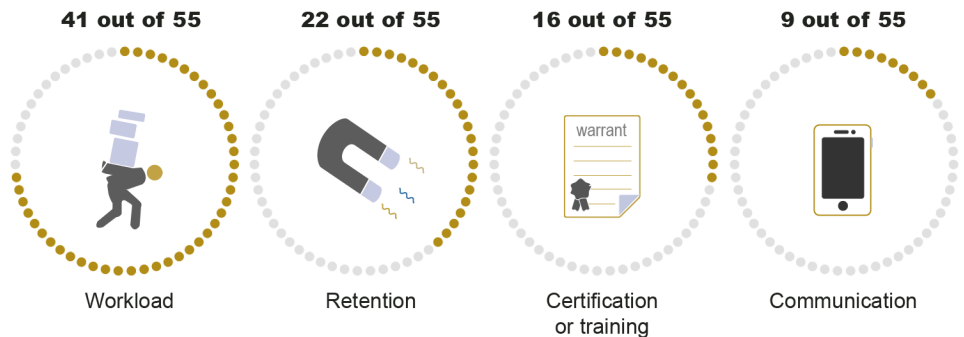 41 out of 55
22 out of 55
16 out of 55
9 out of 55
warrant
Workload
Retention
Certification
or training
Communication